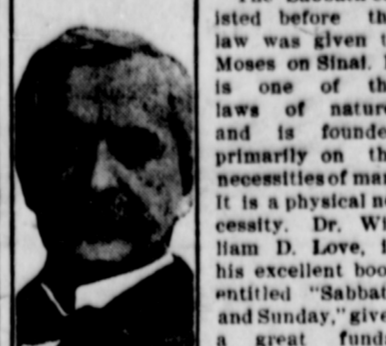 isted before th
law was given t
Moses on Sinai.
is one of th
laws of natur
and is founde
primarily on th
necessities of man
It is a physical ne
cessity. Dr. Wi
liam D. Love,
his excellent boo
entitled "Sabbat
and Sunday," give
a great fund